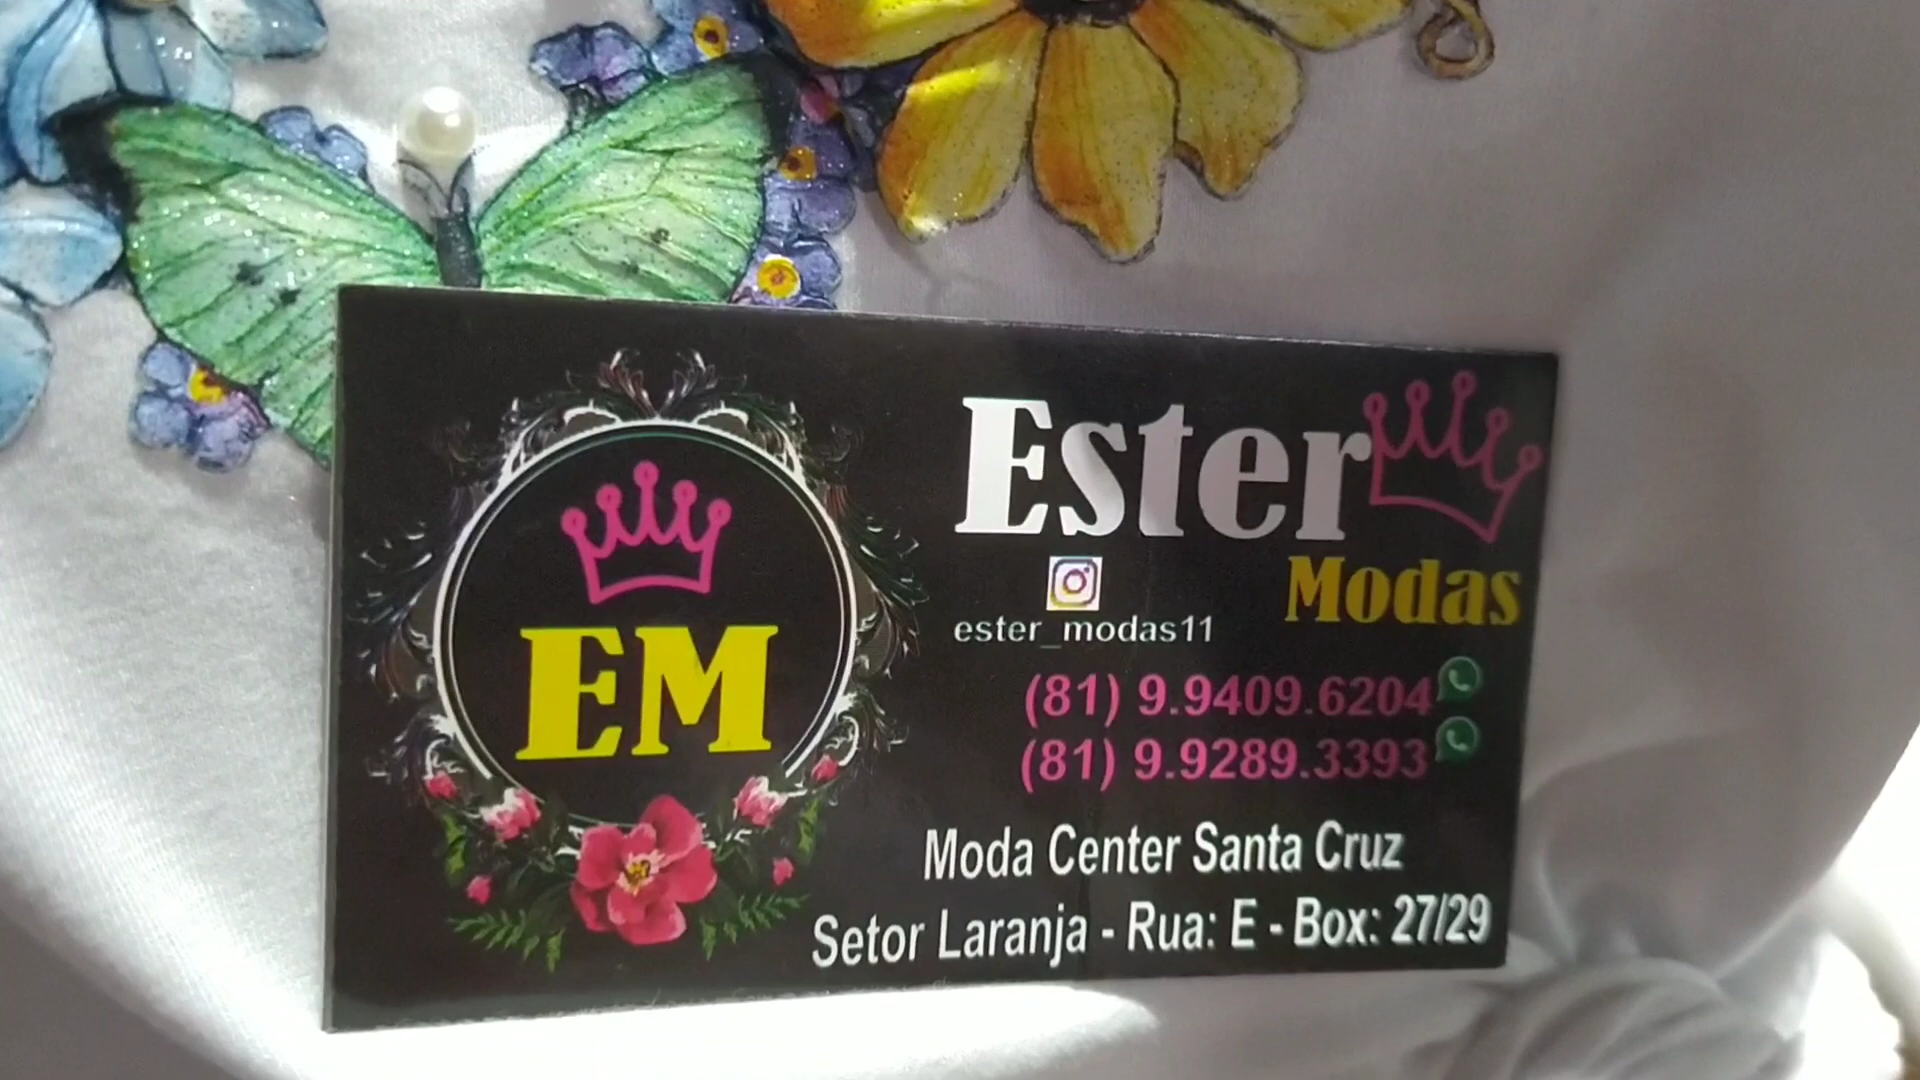 EM
Ester
Modas
ester_modas11
(81) 9.9409.6204
(81) 9.9289.3393
Moda Center Santa Cruz
Setor Laranja - Rua: E - Box: 27/29